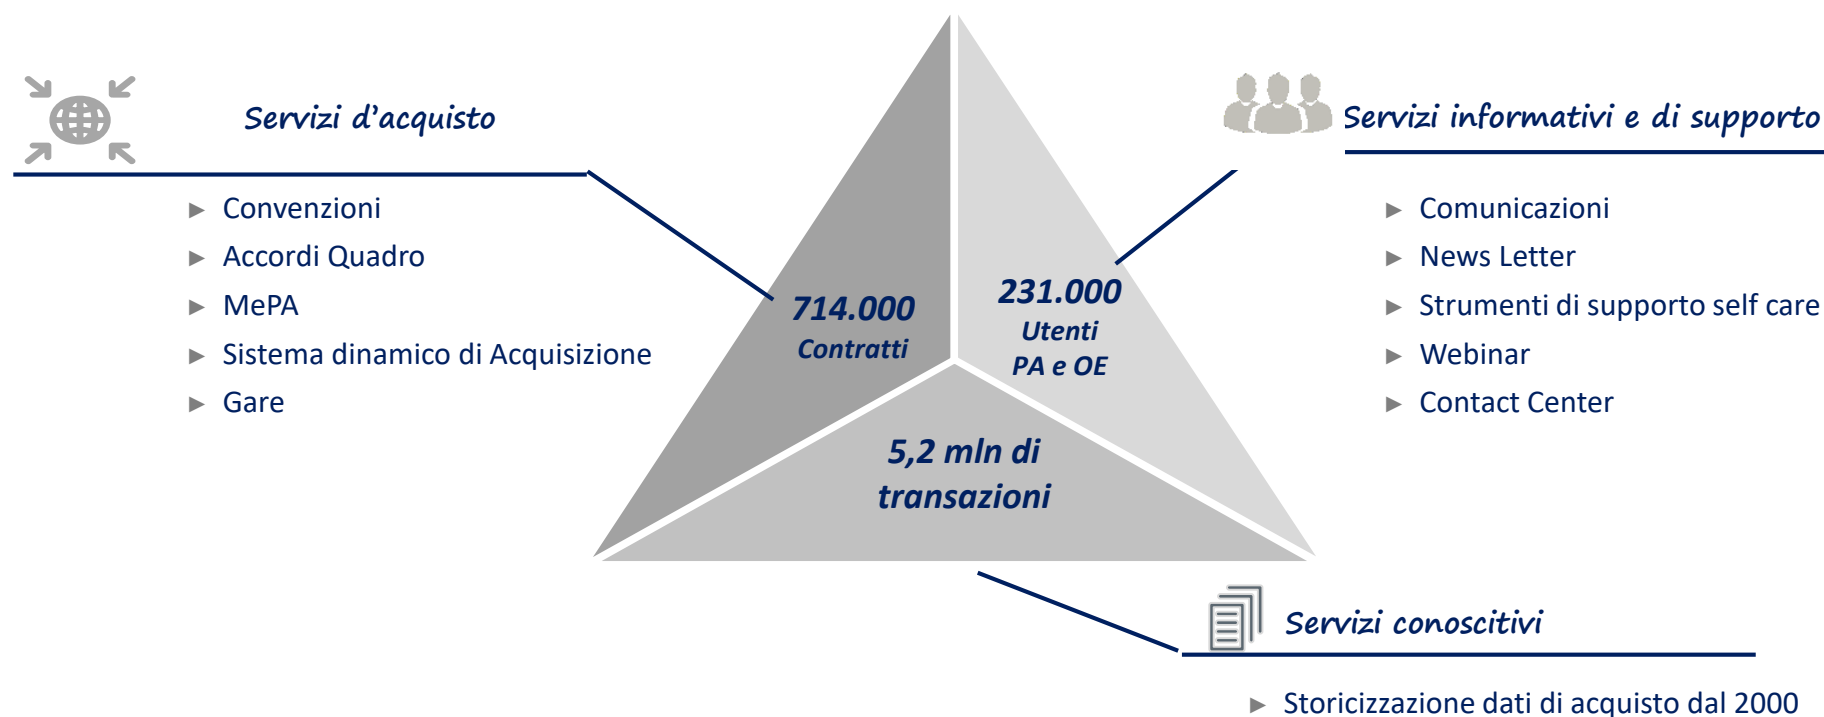 Servizi d'acquisto
► Convenzioni
► Accordi Quadro
► MePA
► Sistema dinamico di Acquisizione
► Gare
714.000
Contratti
231.000
Utenti
PA e OE
5,2 mln di
transazioni
Servizi informativi e di supporto
► Comunicazioni
► News Letter
► Strumenti di supporto self care
► Webinar
► Contact Center
Servizi conoscitivi
► Storicizzazione dati di acquisto dal 2000